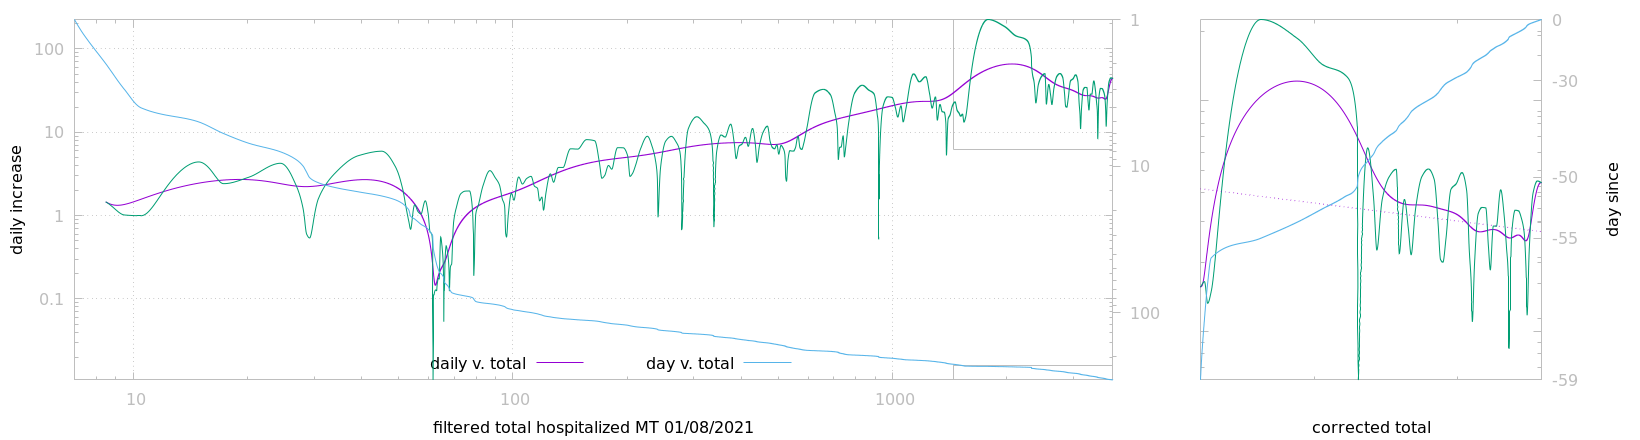 daily increase
100
10
1
0.1
10
100
1000
1
10
100
daily v. total
day v. total
filtered total hospitalized MT 01/08/2021
0
-30
-50
-55
-59
day since
corrected total